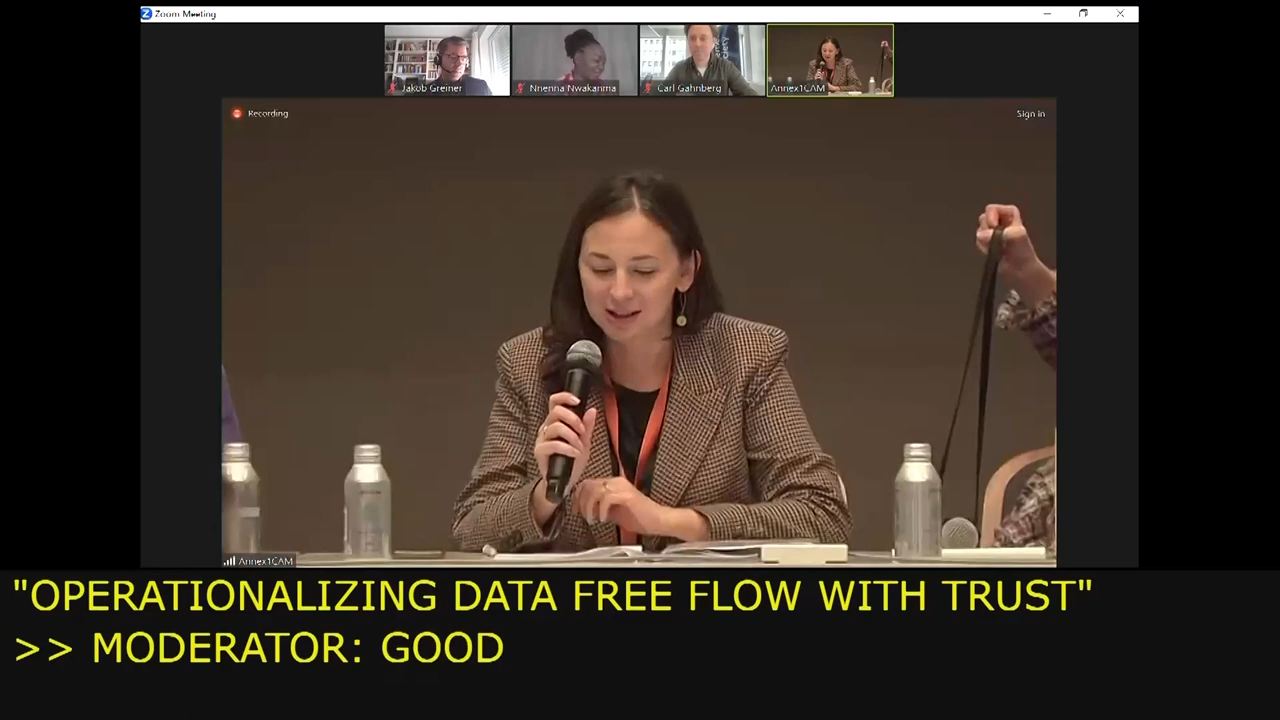 Zoom Meeting
Jakob Greiner
Nnenna Nwakanma
Carl Gahnberg
Annex1CAM
Recording
Sign in
Annex1CAM
"OPERATIONALIZING DATA FREE FLOW WITH TRUST"
>> MODERATOR: GOOD